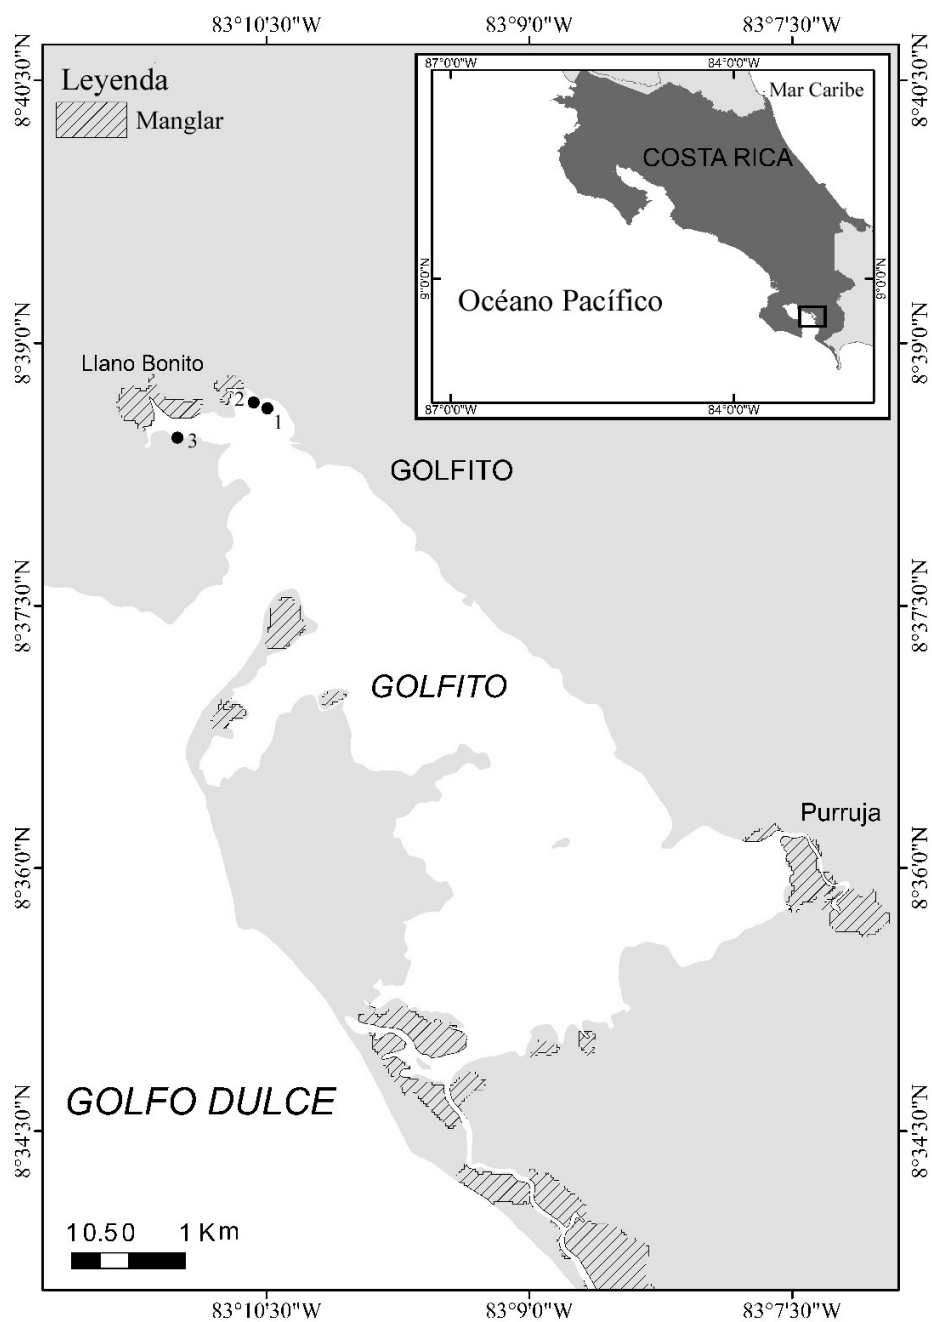 83°10'30"W 83°9'0"W 83°7'30"W
8°40'30"N 8°40'30"N
Leyenda
Manglar
87°0'0"W 84°0'0"W
Mar Caribe
COSTA RICA
9°0'0"N 9°0'0"N
Océano Pacífico
87°0'0"W 84°0'0"W
8°39'0"N 8°39'0"N
Llano Bonito
2
1
3
GOLFITO
8°37'30"N 8°37'30"N
GOLFITO
Purruja
8°36'0"N 8°36'0"N
GOLFO DULCE
8°34'30"N 8°34'30"N
10.50 1 Km
83°10'30"W 83°9'0"W 83°7'30"W